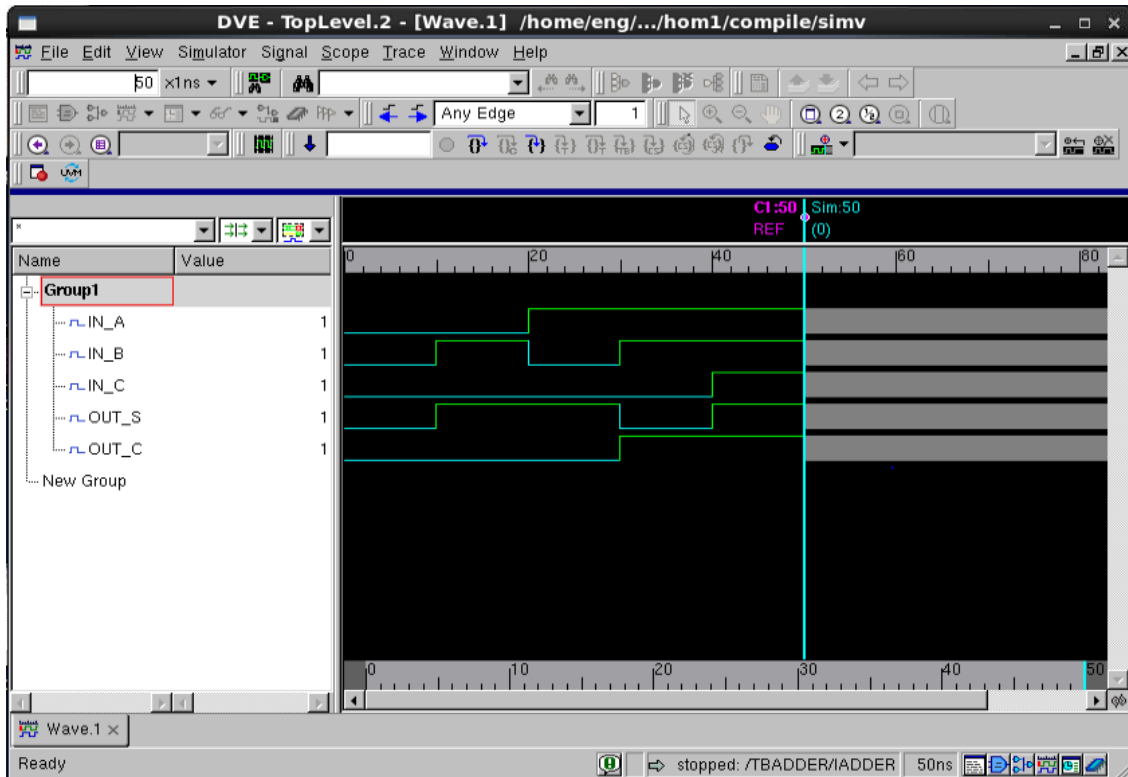 DVE - TopLevel.2 - [Wave.1] /home/eng/.../hom1/compile/simv
File Edit View Simulator Signal Scope Trace Window Help
50 x1ns
Any Edge 1
UVM
C1:50 Sim:50
REF (0)
*
Name Value 0 20 40 60 80
Group1
IN_A 1
IN_B 1
IN_C 1
OUT_S 1
OUT_C 1
New Group
0 10 20 30 40 50
Wave.1
Ready stopped: /TBADDER/IADDER 50ns